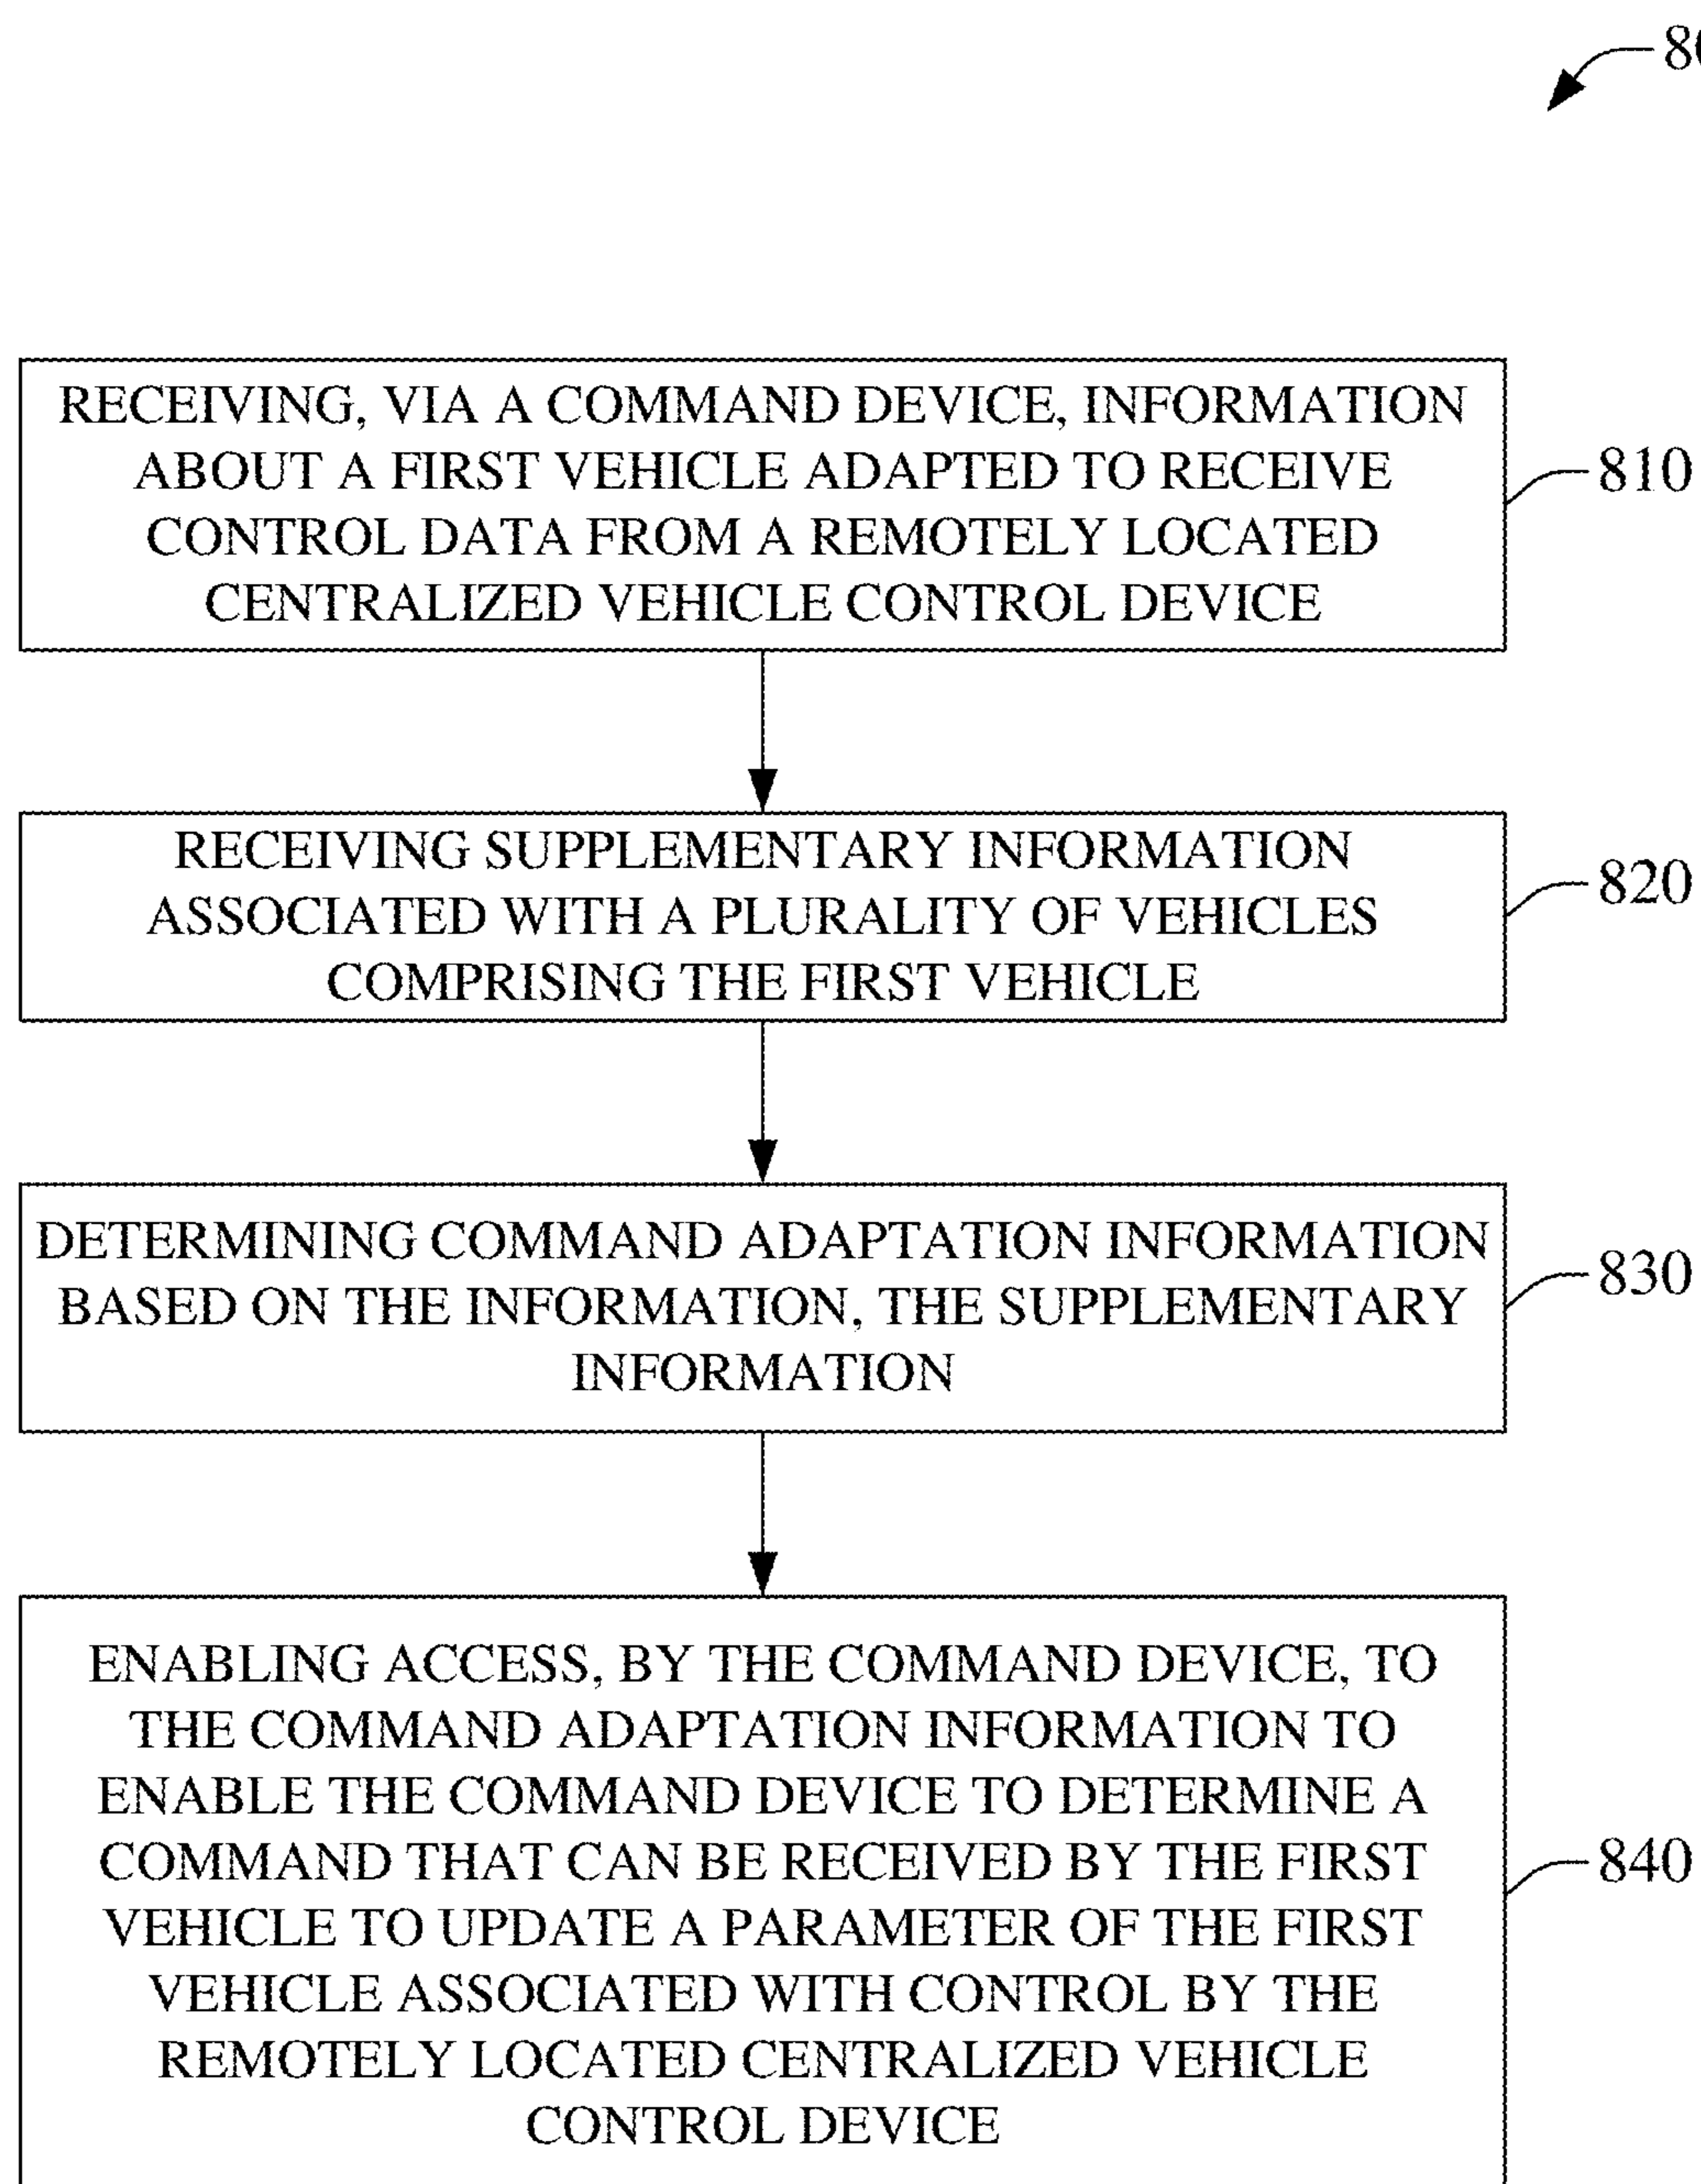 RECEIVING, VIA A COMMAND DEVICE, INFORMATION
ABOUT A FIRST VEHICLE ADAPTED TO RECEIVE
CONTROL DATA FROM A REMOTELY LOCATED
CENTRALIZED VEHICLE CONTROL DEVICE
810
RECEIVING SUPPLEMENTARY INFORMATION
ASSOCIATED WITH A PLURALITY OF VEHICLES
COMPRISING THE FIRST VEHICLE
820
DETERMINING COMMAND ADAPTATION INFORMATION
BASED ON THE INFORMATION, THE SUPPLEMENTARY
INFORMATION
830
ENABLING ACCESS, BY THE COMMAND DEVICE, TO
THE COMMAND ADAPTATION INFORMATION TO
ENABLE THE COMMAND DEVICE TO DETERMINE A
COMMAND THAT CAN BE RECEIVED BY THE FIRST
VEHICLE TO UPDATE A PARAMETER OF THE FIRST
VEHICLE ASSOCIATED WITH CONTROL BY THE
REMOTELY LOCATED CENTRALIZED VEHICLE
CONTROL DEVICE
840